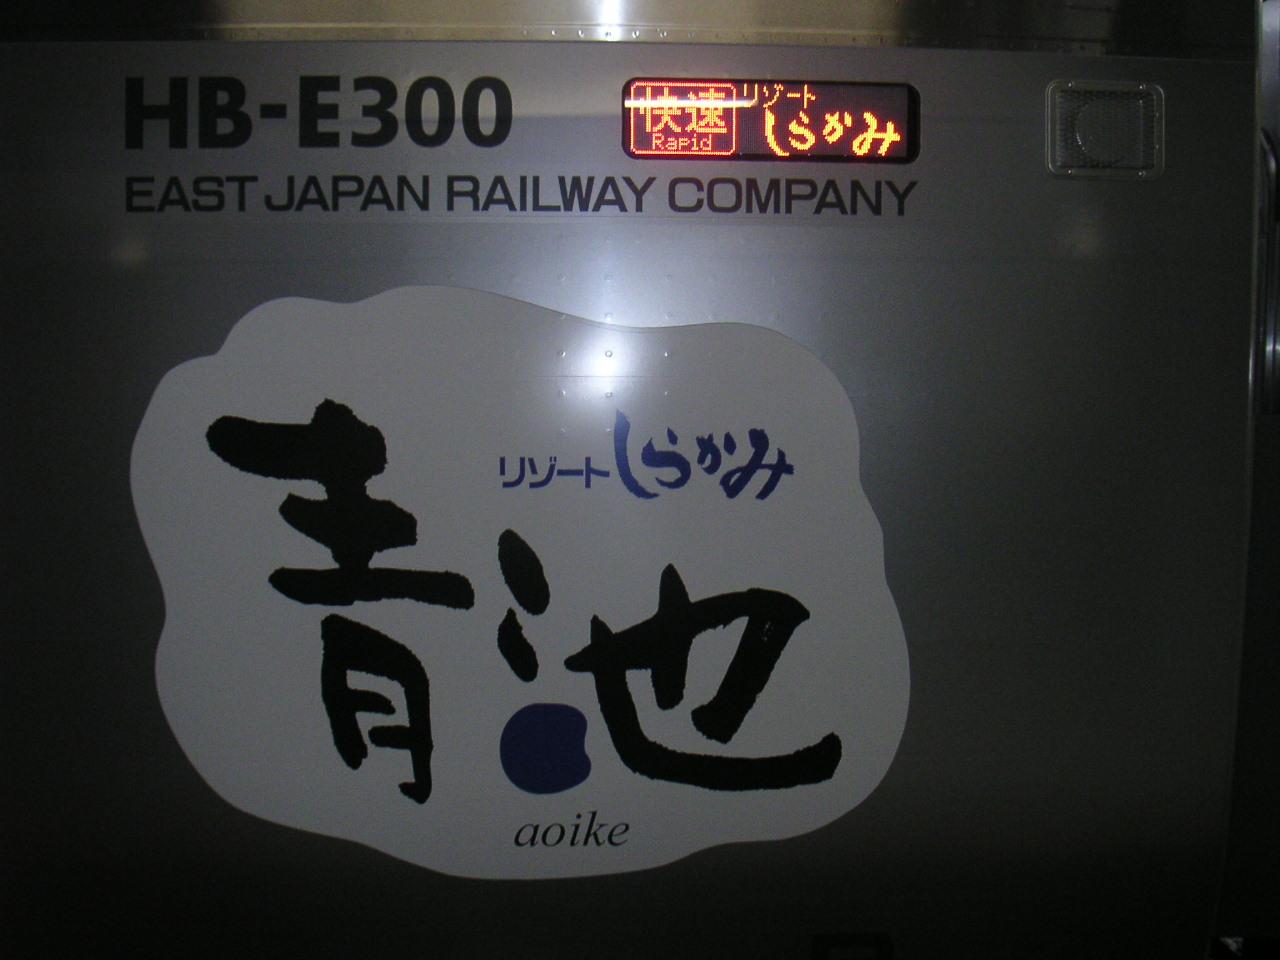 HB-E300
快速 リゾートしらかみ
Rapid
EAST JAPAN RAILWAY COMPANY
リゾートしらかみ
青池
aoike